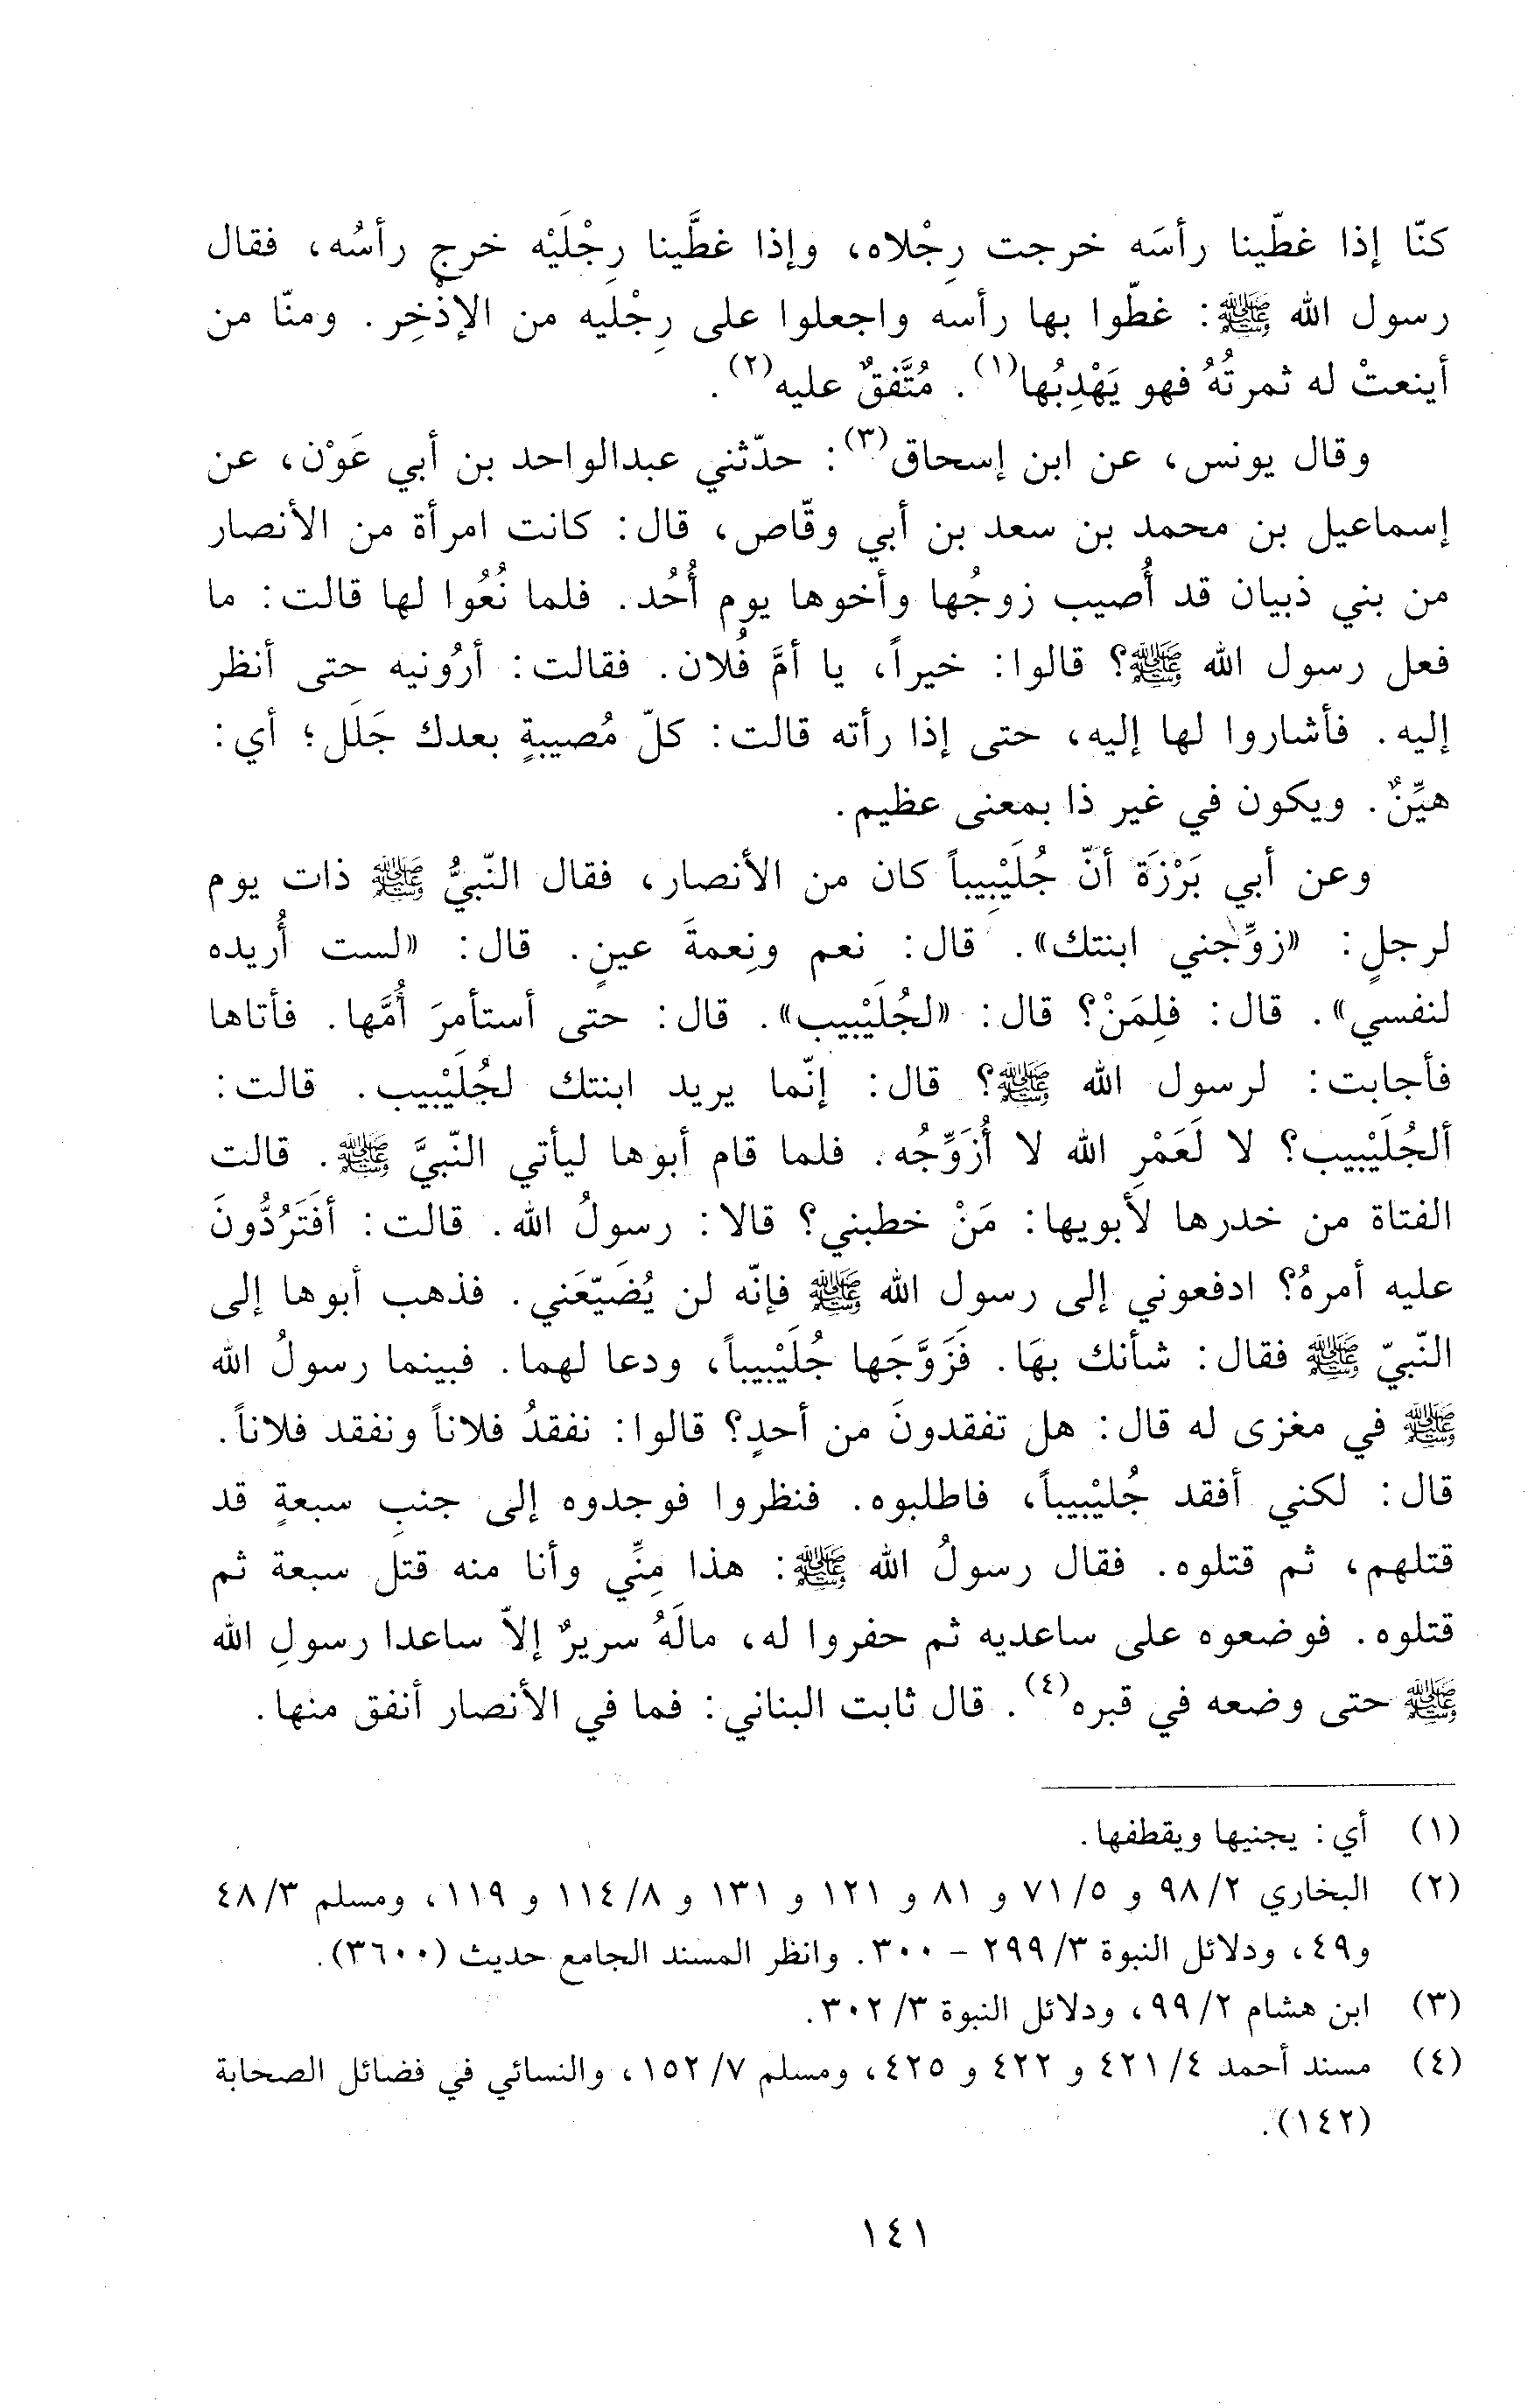 كنّا إذا غطّينا رأسَه خرجت رِجْلاه، وإذا غطَّينا رِجْلَيْه خرج رأسُه، فقال
رسول الله ﷺ: غطّوا بها رأسه واجعلوا على رِجْليه من الإذْخِر. ومنّا من
أينعتْ له ثمرتُهُ فهو يَهْدِبُها(١). مُتَّفقٌ عليه(٢).
وقال يونس، عن ابن إسحاق(٣): حدّثني عبدالواحد بن أبي عَوْن، عن
إسماعيل بن محمد بن سعد بن أبي وقّاص، قال: كانت امرأة من الأنصار
من بني ذبيان قد أُصيب زوجُها وأخوها يوم أُحُد. فلما نُعُوا لها قالت: ما
فعل رسول الله ﷺ؟ قالوا: خيراً، يا أمَّ فُلان. فقالت: أرُونيه حتى أنظر
إليه. فأشاروا لها إليه، حتى إذا رأته قالت: كلّ مُصيبةٍ بعدك جَلَل؛ أي:
هيِّنٌ. ويكون في غير ذا بمعنى عظيم.
وعن أبي بَرْزَة أنّ جُلَيْبِيباً كان من الأنصار، فقال النّبيُّ ﷺ ذات يوم
لرجلٍ: «زوِّجني ابنتك». قال: نعم ونِعمةَ عينٍ. قال: «لست أُريده
لنفسي». قال: فلِمَنْ؟ قال: «لجُلَيْبيب». قال: حتى أستأمرَ أُمَّها. فأتاها
فأجابت: لرسول الله ﷺ؟ قال: إنّما يريد ابنتك لجُلَيْبيب. قالت:
ألجُلَيْبيب؟ لا لَعَمْرِ الله لا أُزَوِّجُه. فلما قام أبوها ليأتي النّبيَّ ﷺ. قالت
الفتاة من خدرها لأبويها: مَنْ خطبني؟ قالا: رسولُ الله. قالت: أفَتَرُدُّونَ
عليه أمرهُ؟ ادفعوني إلى رسول الله ﷺ فإنّه لن يُضَيّعَني. فذهب أبوها إلى
النّبيّ ﷺ فقال: شأنك بهَا. فَزَوَّجَها جُلَيْبيباً، ودعا لهما. فبينما رسولُ الله
ﷺ في مغزى له قال: هل تفقدونَ من أحدٍ؟ قالوا: نفقدُ فلاناً ونفقد فلاناً.
قال: لكني أفقد جُليْبيباً، فاطلبوه. فنظروا فوجدوه إلى جنبِ سبعةٍ قد
قتلهم، ثم قتلوه. فقال رسولُ الله ﷺ: هذا مِنِّي وأنا منه قتل سبعة ثم
قتلوه. فوضعوه على ساعديه ثم حفروا له، مالَهُ سريرٌ إلاّ ساعدا رسولِ الله
ﷺ حتى وضعه في قبره(٤). قال ثابت البناني: فما في الأنصار أنفق منها.
(١) أي: يجنيها ويقطفها.
(٢) البخاري ٢/ ٩٨ و ٥/ ٧١ و ٨١ و ١٢١ و ١٣١ و ٨/ ١١٤ و ١١٩، ومسلم ٣/ ٤٨
و٤٩، ودلائل النبوة ٣/ ٢٩٩ - ٣٠٠. وانظر المسند الجامع حديث (٣٦٠٠).
(٣) ابن هشام ٢/ ٩٩، ودلائل النبوة ٣/ ٣٠٢.
(٤) مسند أحمد ٤/ ٤٢١ و ٤٢٢ و ٤٢٥، ومسلم ٧/ ١٥٢، والنسائي في فضائل الصحابة
(١٤٢).
١٤١